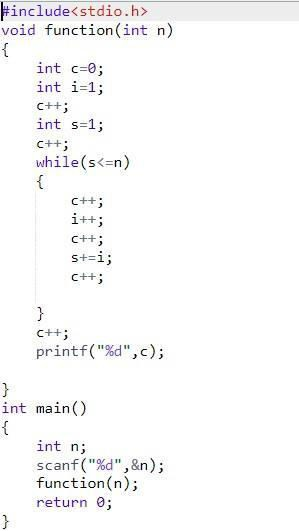 #include<stdio.h>
void function(int n)
{
    int c=0;
    int i=1;
    c++;
    int s=1;
    c++;
    while(s<=n)
    {
        c++;
        i++;
        c++;
        s+=i;
        c++;

    }
    c++;
    printf("%d",c);

}
int main()
{
    int n;
    scanf("%d",&n);
    function(n);
    return 0;
}